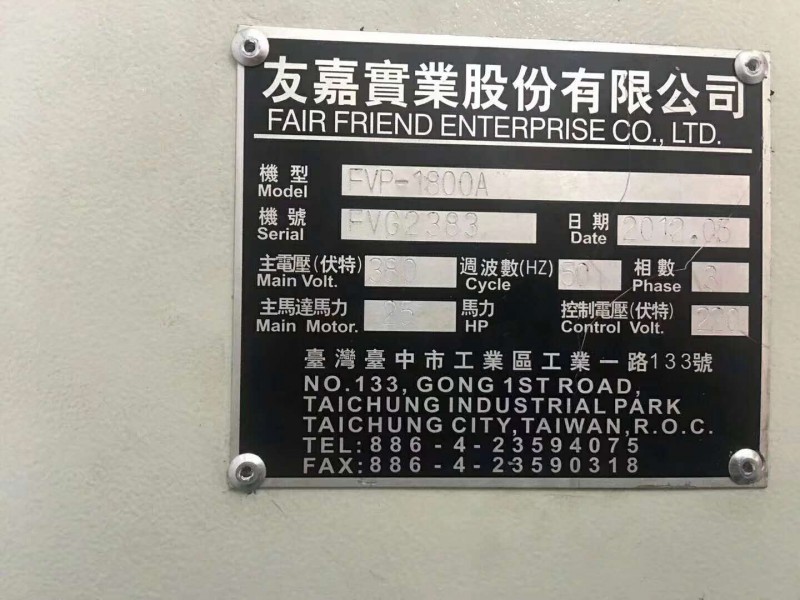 友嘉實業股份有限公司
FAIR FRIEND ENTERPRISE CO., LTD.
機型 Model FVP-1800A
機號 Serial FVG2383 日期 Date 2012.05
主電壓(伏特) Main Volt. 380 週波數(HZ) Cycle 50 相數 Phase 3
主馬達馬力 Main Motor. 25 馬力 HP 控制電壓(伏特) Control Volt. 220
臺灣臺中市工業區工業一路133號
NO.133, GONG 1ST ROAD,
TAICHUNG INDUSTRIAL PARK
TAICHUNG CITY,TAIWAN,R.O.C.
TEL:886-4-23594075
FAX:886-4-23590318